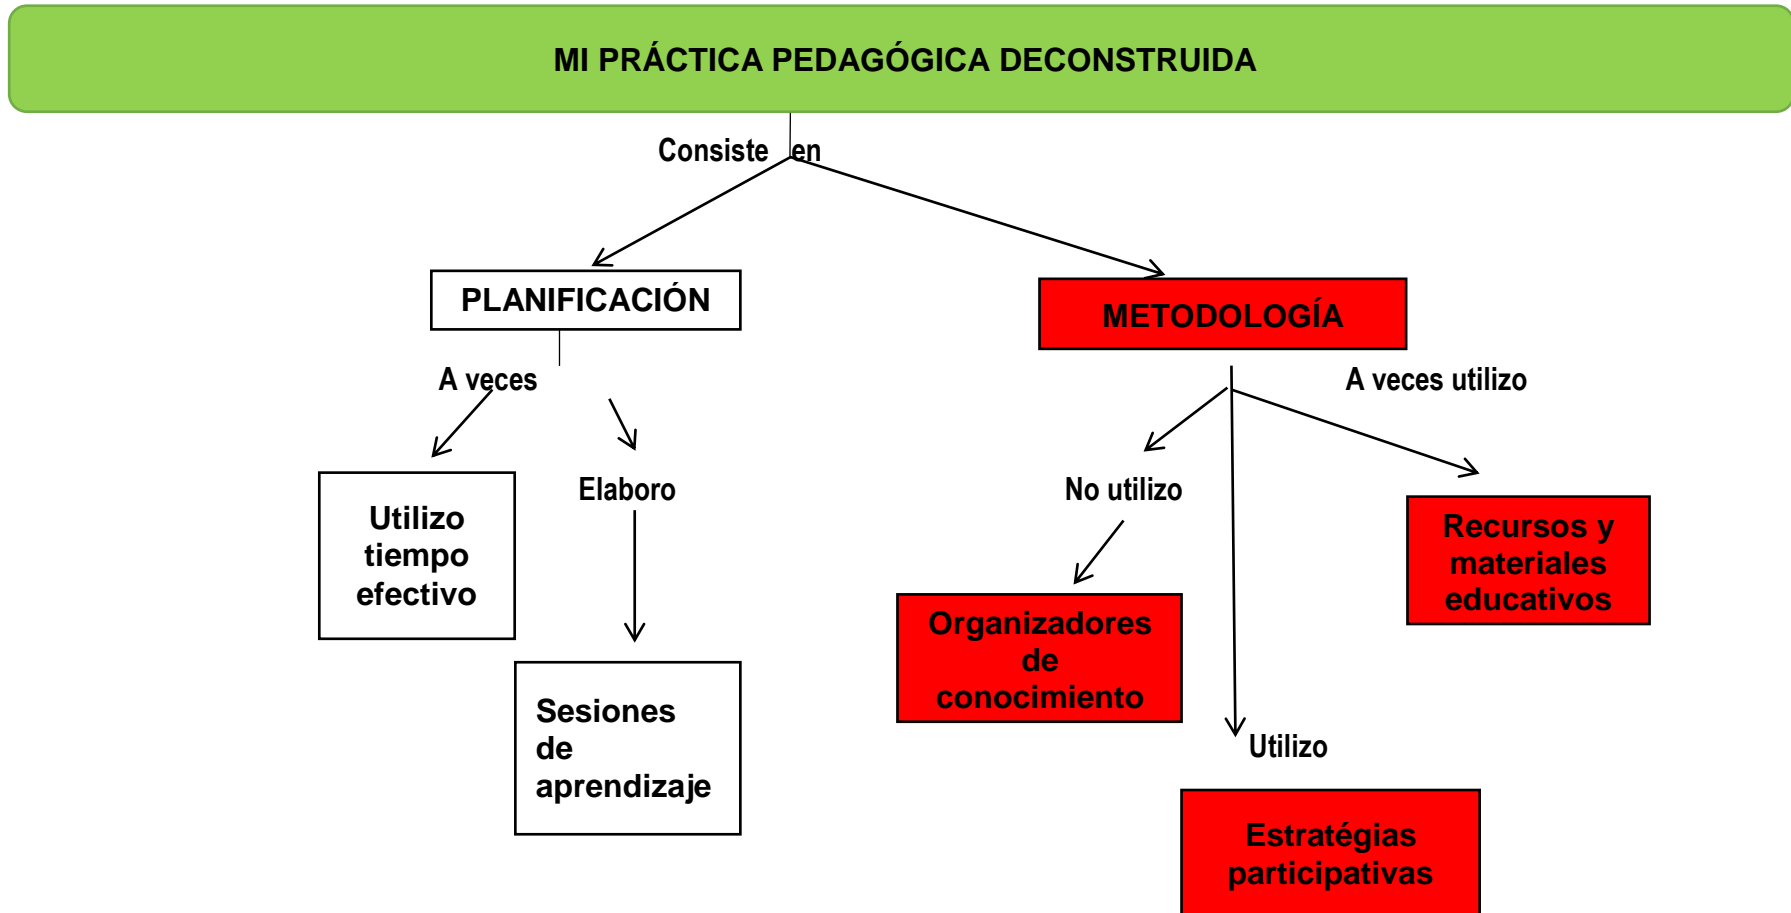 MI PRÁCTICA PEDAGÓGICA DECONSTRUIDA
Consiste en
PLANIFICACIÓN
METODOLOGÍA
A veces
A veces utilizo
Utilizo
tiempo
efectivo
Elaboro
No utilizo
Recursos y
materiales
educativos
Organizadores
de
conocimiento
Sesiones
de
aprendizaje
Utilizo
Estratégias
participativas